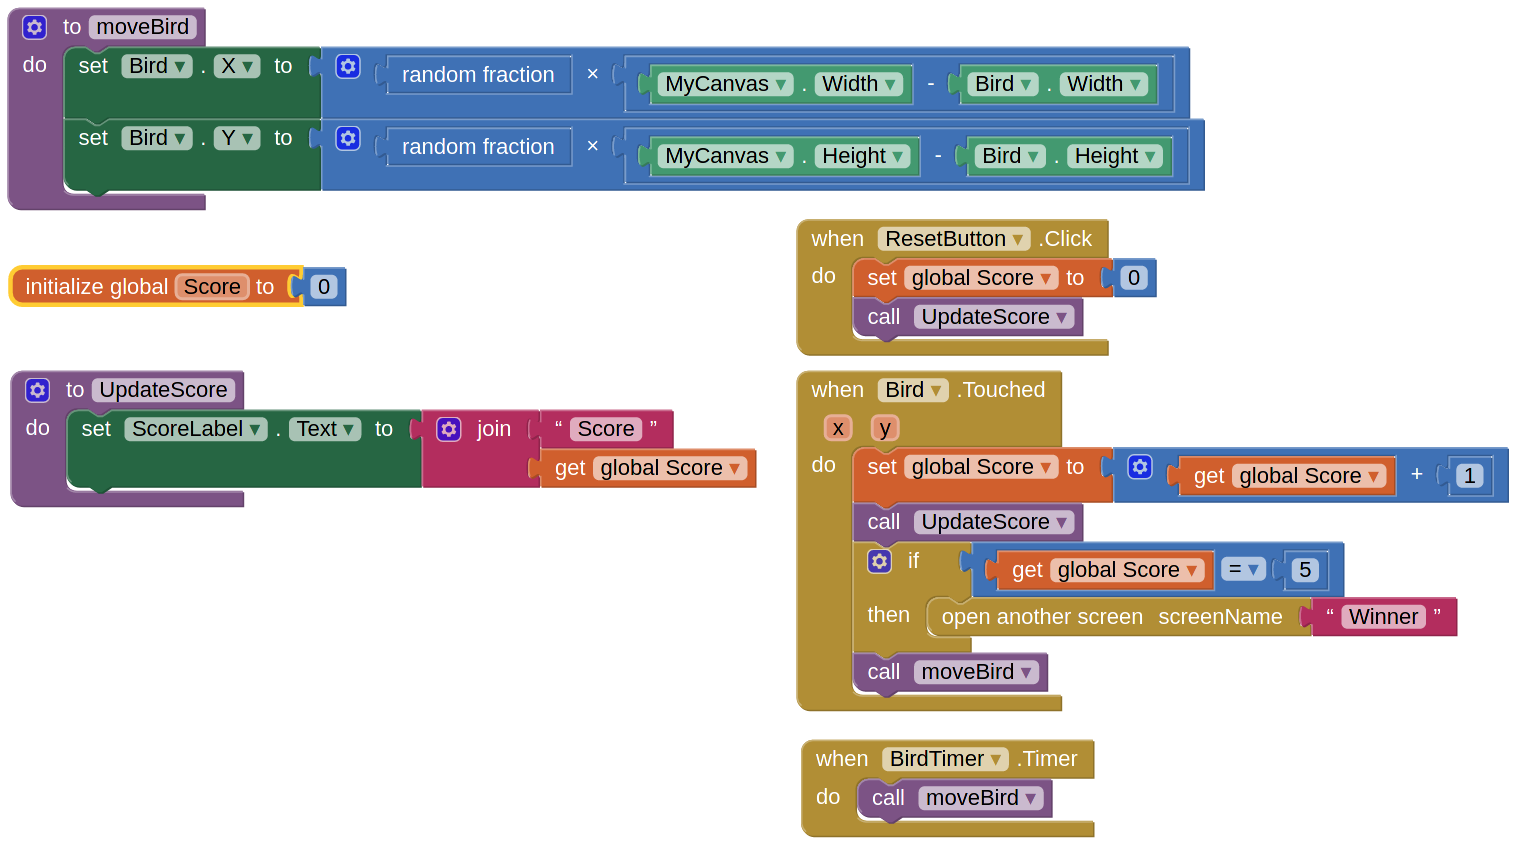 to moveBird
do set Bird ▾ . X ▾ to random fraction × MyCanvas ▾ . Width ▾ - Bird ▾ . Width ▾
set Bird ▾ . Y ▾ to random fraction × MyCanvas ▾ . Height ▾ - Bird ▾ . Height ▾
initialize global Score to 0
to UpdateScore
do set ScoreLabel ▾ . Text ▾ to join “ Score ”
get global Score ▾
when ResetButton ▾ .Click
do set global Score ▾ to 0
call UpdateScore ▾
when Bird ▾ .Touched
x y
do set global Score ▾ to get global Score ▾ + 1
call UpdateScore ▾
if get global Score ▾ = ▾ 5
then open another screen screenName “ Winner ”
call moveBird ▾
when BirdTimer ▾ .Timer
do call moveBird ▾